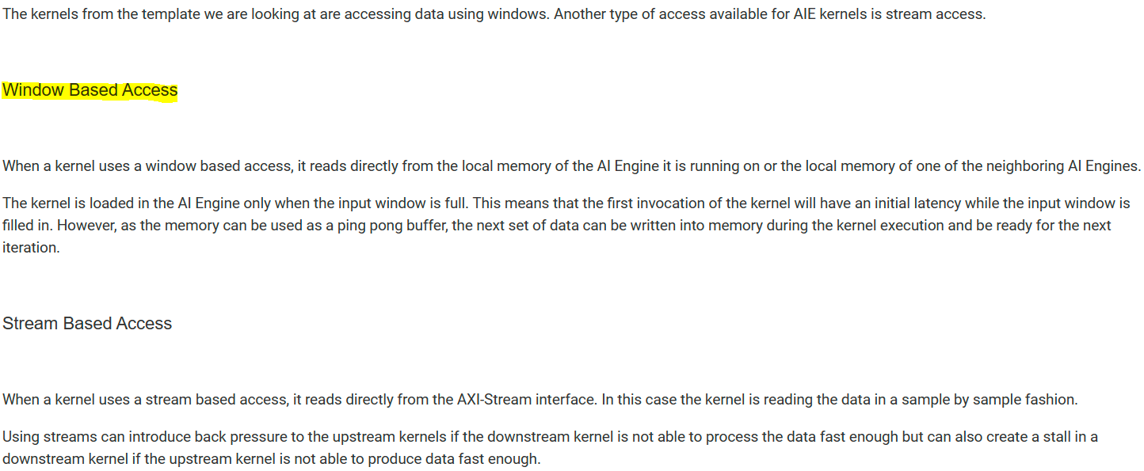 The kernels from the template we are looking at are accessing data using windows. Another type of access available for AIE kernels is stream access.
Window Based Access
When a kernel uses a window based access, it reads directly from the local memory of the AI Engine it is running on or the local memory of one of the neighboring AI Engines.
The kernel is loaded in the AI Engine only when the input window is full. This means that the first invocation of the kernel will have an initial latency while the input window is
filled in. However, as the memory can be used as a ping pong buffer, the next set of data can be written into memory during the kernel execution and be ready for the next
iteration.
Stream Based Access
When a kernel uses a stream based access, it reads directly from the AXI-Stream interface. In this case the kernel is reading the data in a sample by sample fashion.
Using streams can introduce back pressure to the upstream kernels if the downstream kernel is not able to process the data fast enough but can also create a stall in a
downstream kernel if the upstream kernel is not able to produce data fast enough.